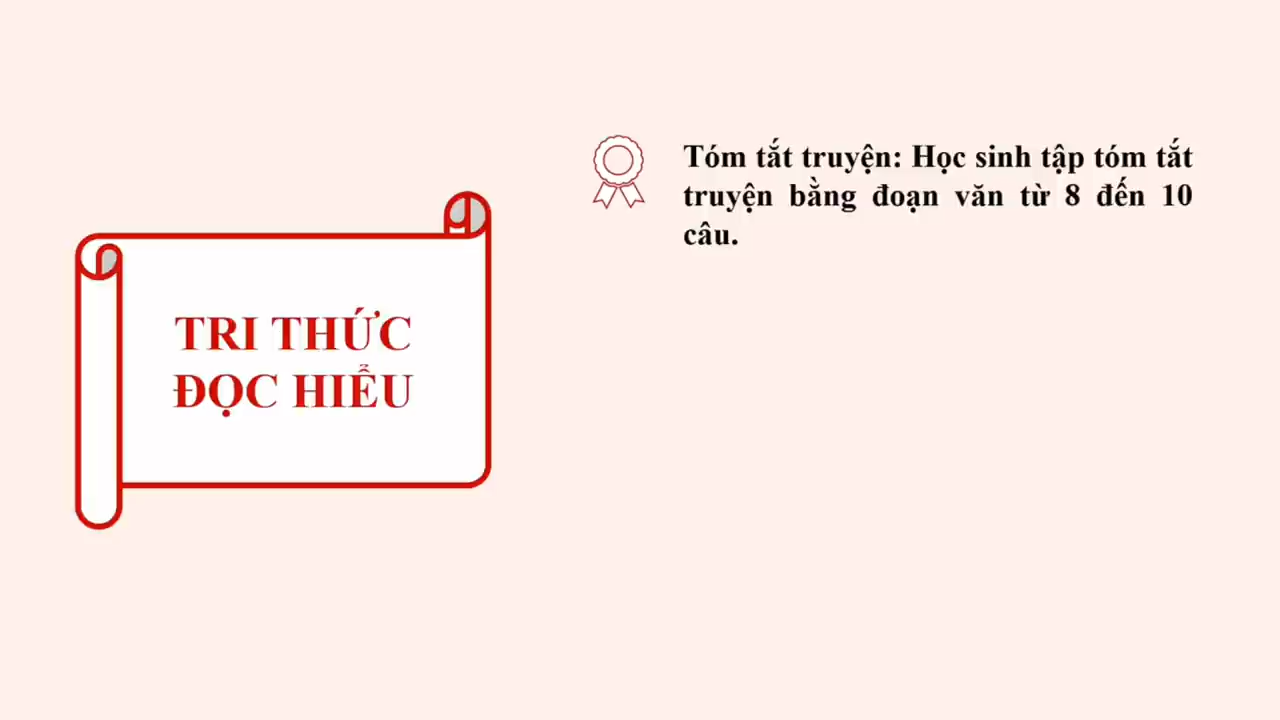 TRI THỨC
ĐỌC HIỂU
Tóm tắt truyện: Học sinh tập tóm tắt
truyện bằng đoạn văn từ 8 đến 10
câu.